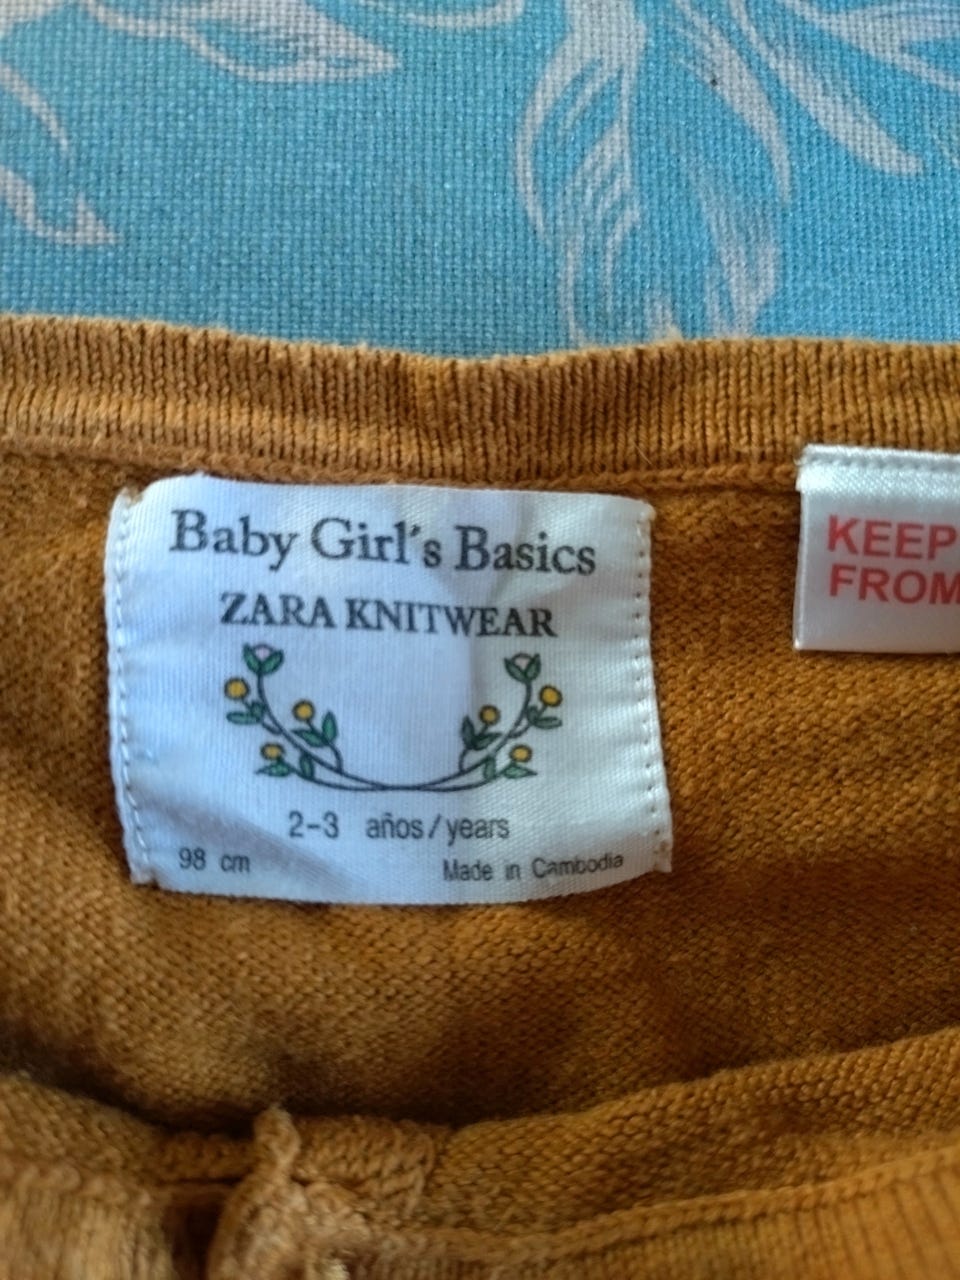 Baby Girl's Basics
ZARA KNITWEAR
2-3 años/years
98 cm
Made in Cambodia
KEEP
FROM